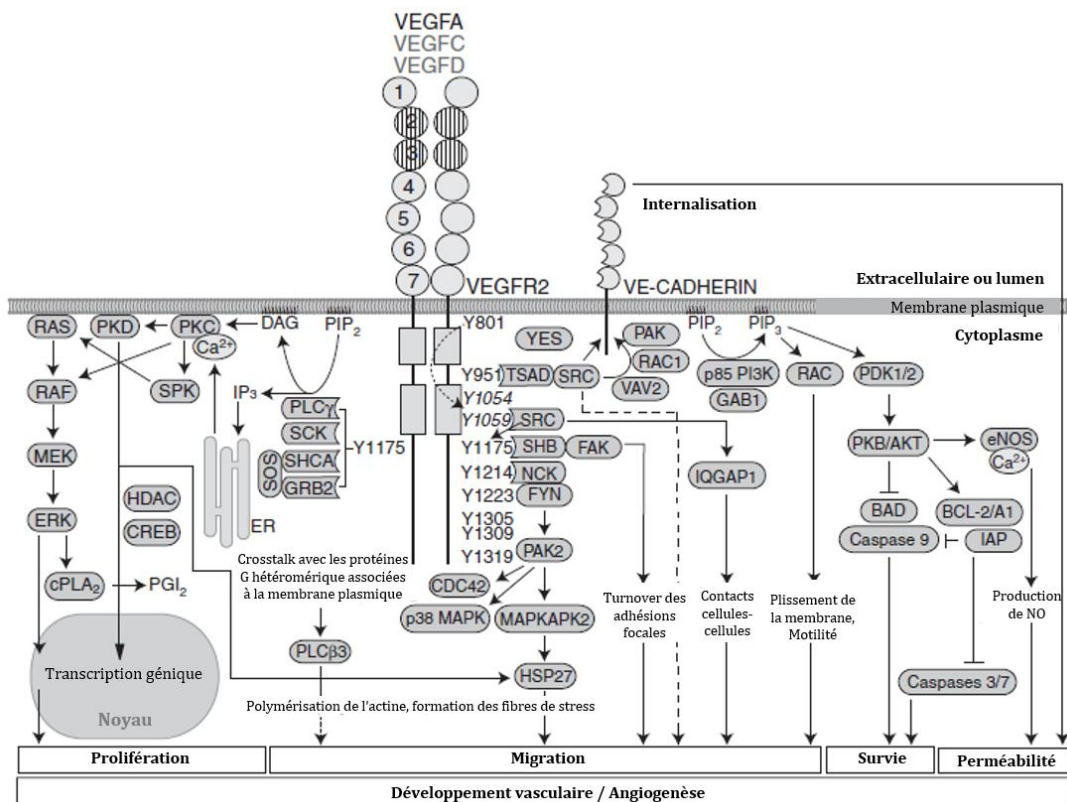 VEGFA
VEGFC
VEGFD
1
2
3
4
5
6
7
VEGFR2
Internalisation
VE-CADHERIN
Extracellulaire ou lumen
Membrane plasmique
Cytoplasme
RAS
PKD
PKC
Ca2+
DAG
PIP2
RAF
SPK
IP3
MEK
ERK
cPLA2
PGI2
HDAC
CREB
ER
PLCγ
SCK
SHCA
GRB2
SOS
Y1175
Y801
Y951
Y1054
Y1059
Y1175
Y1214
Y1223
Y1305
Y1309
Y1319
YES
TSAD
SRC
PAK
RAC1
VAV2
SRC
SHB
FAK
NCK
FYN
PAK2
CDC42
p38 MAPK
MAPKAPK2
HSP27
IQGAP1
PIP2
PIP3
p85 PI3K
GAB1
RAC
PDK1/2
PKB/AKT
eNOS
Ca2+
BAD
BCL-2/A1
Caspase 9
IAP
Caspases 3/7
Crosstalk avec les protéines
G hétéromérique associées
à la membrane plasmique
PLCβ3
Turnover des
adhésions
focales
Contacts
cellules-
cellules
Plissement de
la membrane,
Motilité
Production
de NO
Transcription génique
Noyau
Polymérisation de l'actine, formation des fibres de stress
Prolifération
Migration
Survie
Perméabilité
Développement vasculaire / Angiogenèse